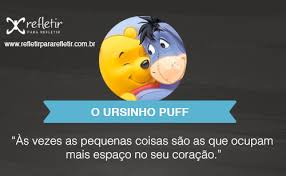 refletir
PARA REFLETIR
www.refletirpararefletir.com.br
O URSINHO PUFF
“Às vezes as pequenas coisas são as que ocupam
mais espaço no seu coração.”